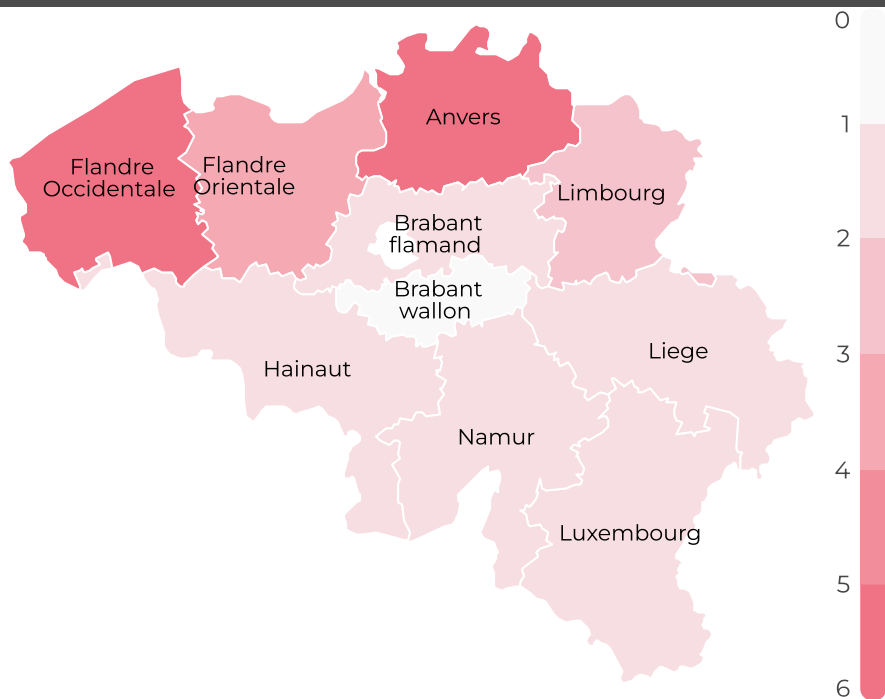 Anvers
Flandre
Occidentale
Flandre
Orientale
Limbourg
Brabant
flamand
Brabant
wallon
Liege
Hainaut
Namur
Luxembourg
0
1
2
3
4
5
6